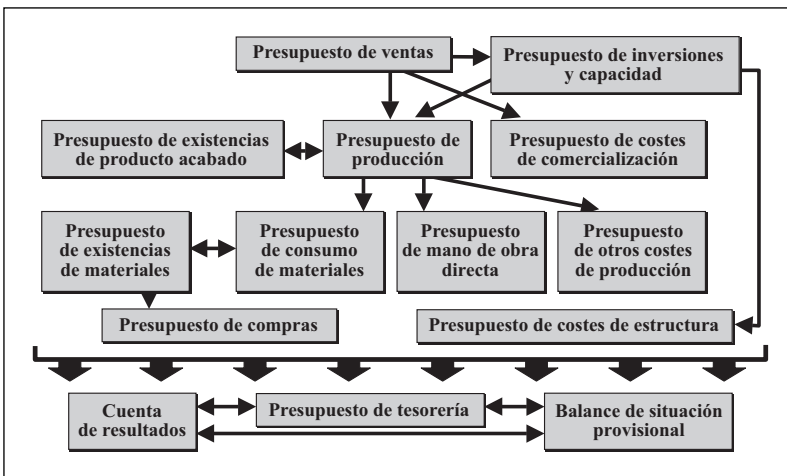 Presupuesto de ventas
Presupuesto de inversiones
y capacidad
Presupuesto de existencias
de producto acabado
Presupuesto de
producción
Presupuesto de costes
de comercialización
Presupuesto
de existencias
de materiales
Presupuesto
de consumo
de materiales
Presupuesto
de mano de obra
directa
Presupuesto
de otros costes
de producción
Presupuesto de compras
Presupuesto de costes de estructura
Cuenta
de resultados
Presupuesto de tesorería
Balance de situación
provisional